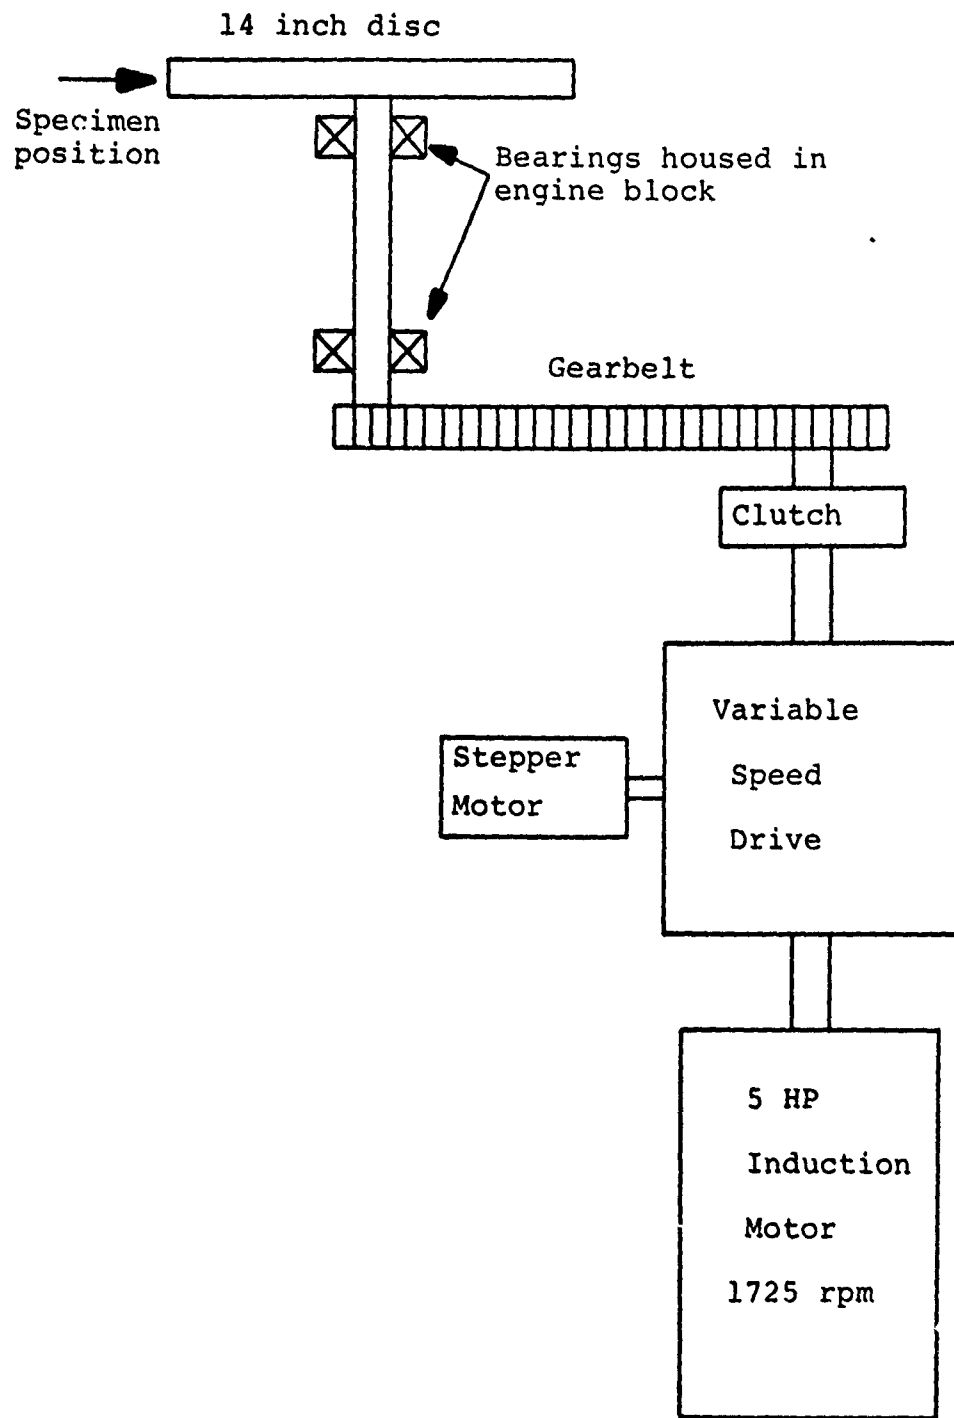 14 inch disc
Specimen
position
Bearings housed in
engine block
Gearbelt
Clutch
Variable
Speed
Drive
Stepper
Motor
5 HP
Induction
Motor
1725 rpm